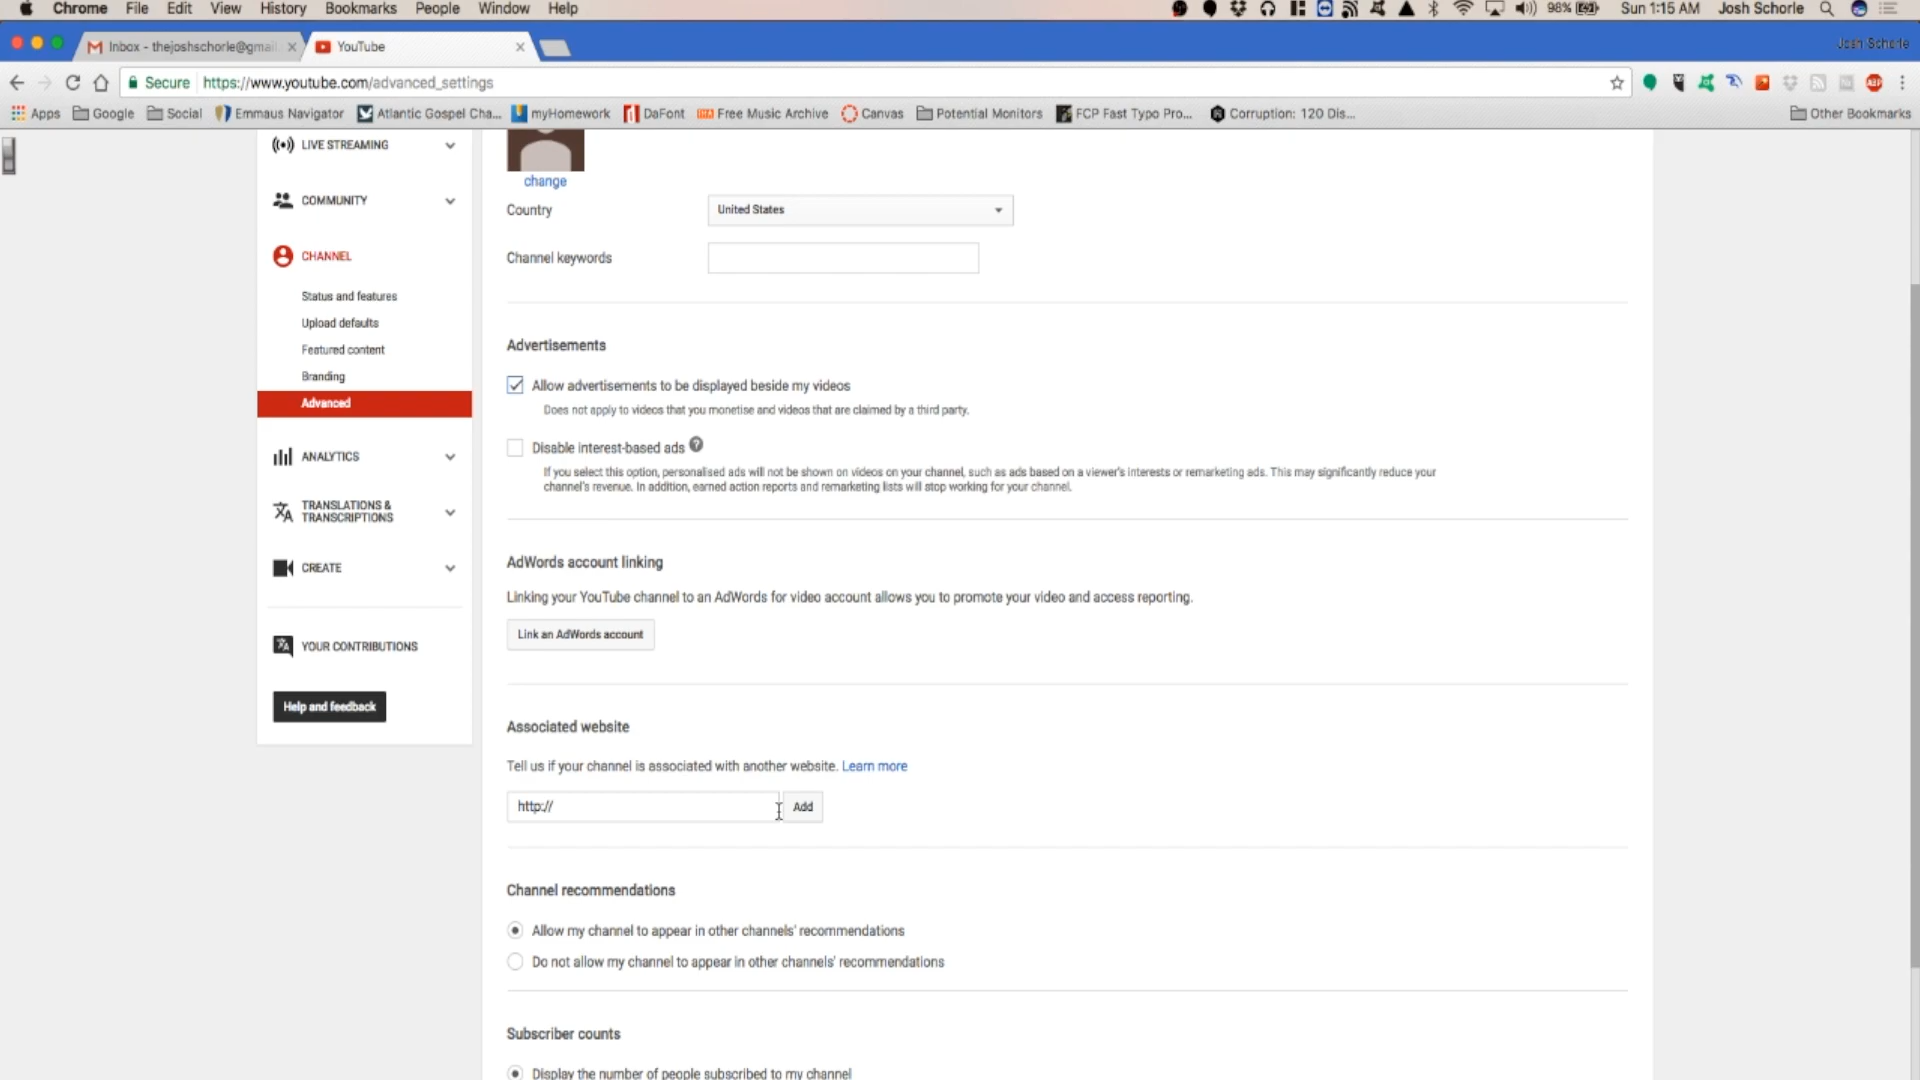 Chrome File Edit View History Bookmarks People Window Help 98% Sun 1:15 AM Josh Schorle
Inbox - thejoshschorle@gmail YouTube Josh Schorle
Secure https://www.youtube.com/advanced_settings
Apps Google Social Emmaus Navigator Atlantic Gospel Cha... myHomework DaFont Free Music Archive Canvas Potential Monitors FCP Fast Typo Pro... Corruption: 120 Dis... Other Bookmarks
LIVE STREAMING
COMMUNITY
CHANNEL
Status and features
Upload defaults
Featured content
Branding
Advanced
ANALYTICS
TRANSLATIONS &
TRANSCRIPTIONS
CREATE
YOUR CONTRIBUTIONS
Help and feedback
change
Country United States
Channel keywords
Advertisements
Allow advertisements to be displayed beside my videos
Does not apply to videos that you monetise and videos that are claimed by a third party.
Disable interest-based ads ?
If you select this option, personalised ads will not be shown on videos on your channel, such as ads based on a viewer's interests or remarketing ads. This may significantly reduce your
channel's revenue. In addition, earned action reports and remarketing lists will stop working for your channel.
AdWords account linking
Linking your YouTube channel to an AdWords for video account allows you to promote your video and access reporting.
Link an AdWords account
Associated website
Tell us if your channel is associated with another website. Learn more
http:// Add
Channel recommendations
Allow my channel to appear in other channels' recommendations
Do not allow my channel to appear in other channels' recommendations
Subscriber counts
Display the number of people subscribed to my channel